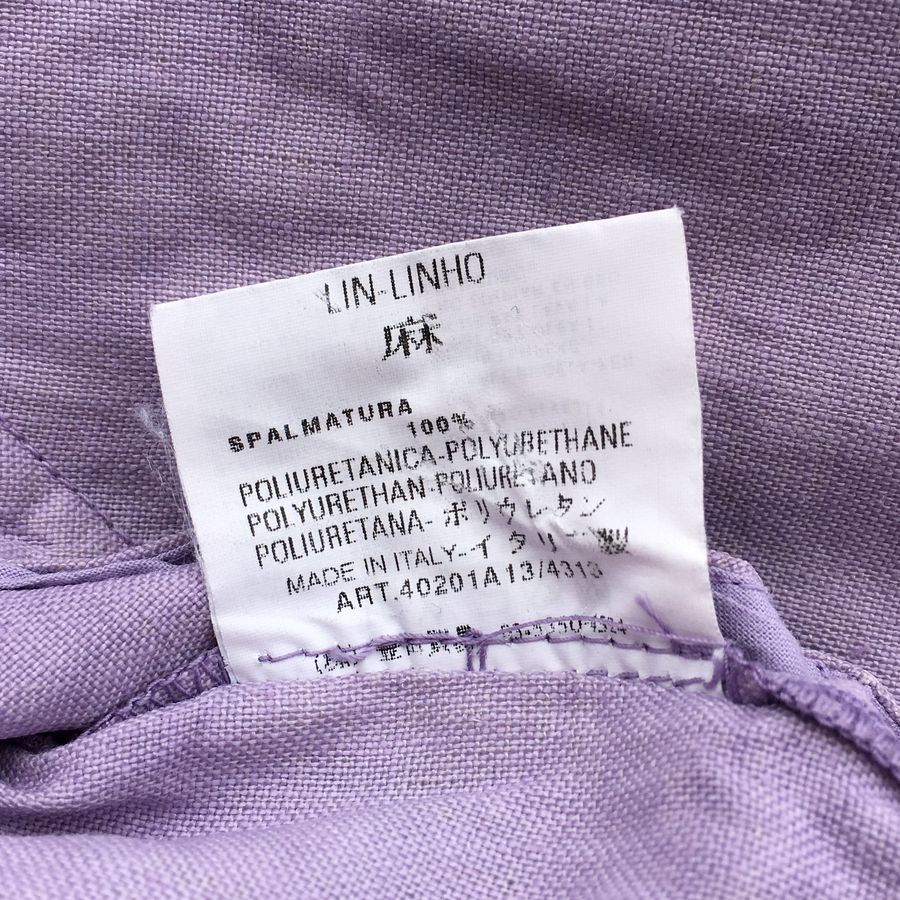 LIN-LINHO
麻
SPALMATURA
100%
POLIURETANICA-POLYURETHANE
POLYURETHAN-POLIURETANO
POLIURETANA-ポリウレタン
MADE IN ITALY-イタリー製
ART.40201A13/4313